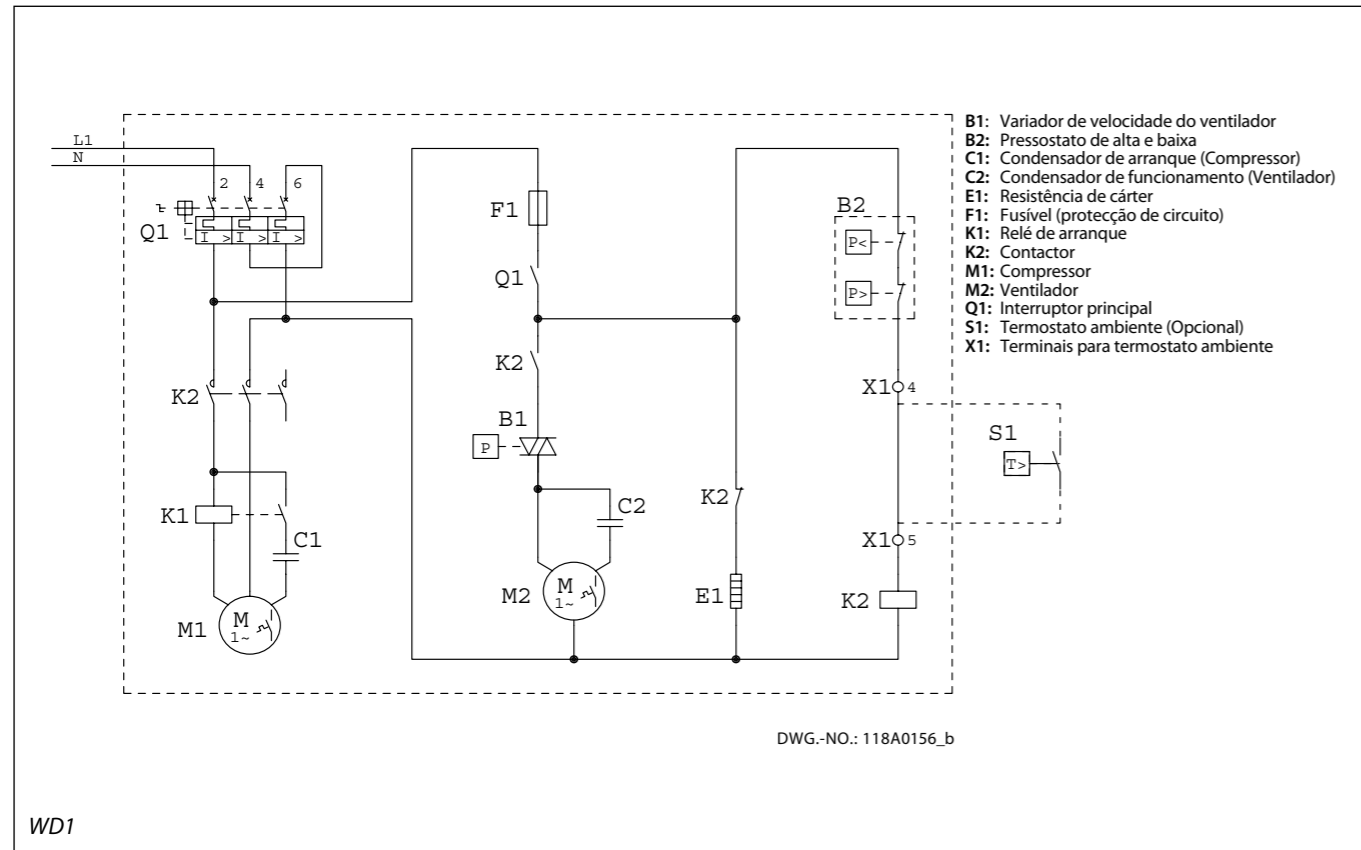 L1
N
2 4 6
Q1
I > I > I >
F1
Q1
K2
K2
B1
P
K1
C1
C2
M1
M
1~
M2
M
1~
B2
P<
P>
X1 4
S1
T>
K2
X1 5
E1
K2
B1: Variador de velocidade do ventilador
B2: Pressostato de alta e baixa
C1: Condensador de arranque (Compressor)
C2: Condensador de funcionamento (Ventilador)
E1: Resistência de cárter
F1: Fusível (protecção de circuito)
K1: Relé de arranque
K2: Contactor
M1: Compressor
M2: Ventilador
Q1: Interruptor principal
S1: Termostato ambiente (Opcional)
X1: Terminais para termostato ambiente
DWG.-NO.: 118A0156_b
WD1